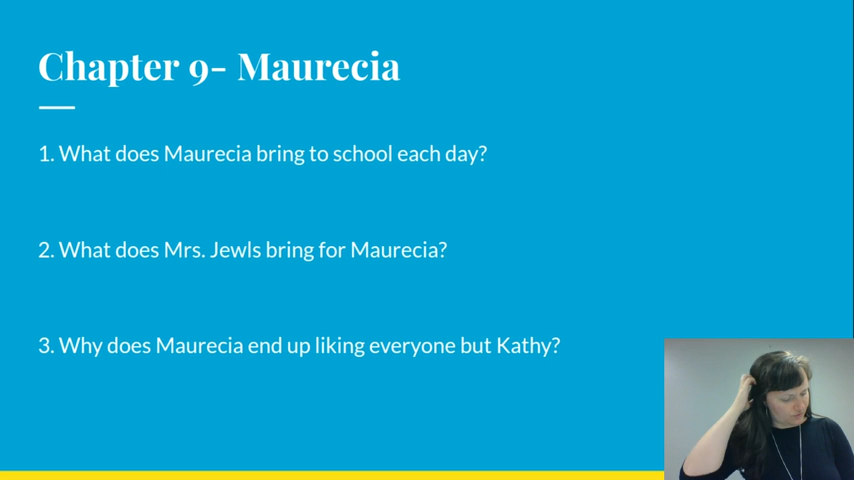 Chapter 9- Maurecia
1. What does Maurecia bring to school each day?
2. What does Mrs. Jewls bring for Maurecia?
3. Why does Maurecia end up liking everyone but Kathy?